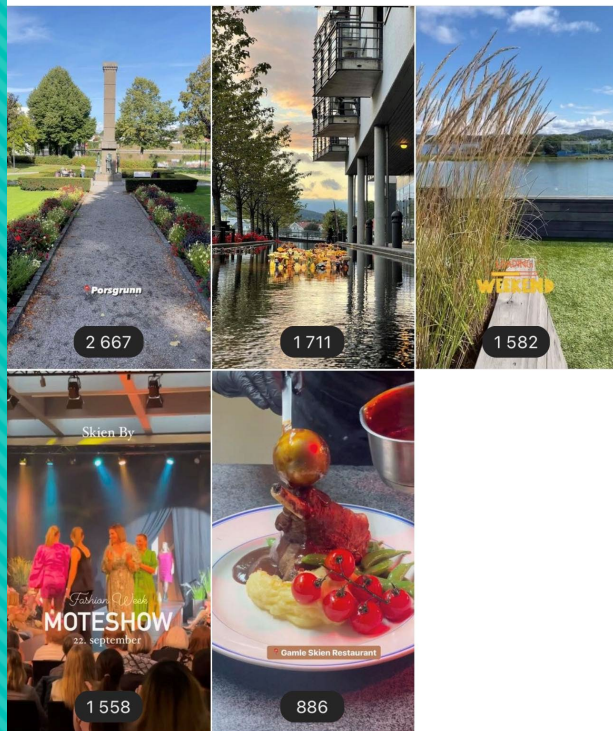 Porsgrunn
2 667
1 711
WEEKEND
1 582
Skien By
Fashion Week
MOTESHOW
22. september
1 558
Gamle Skien Restaurant
886